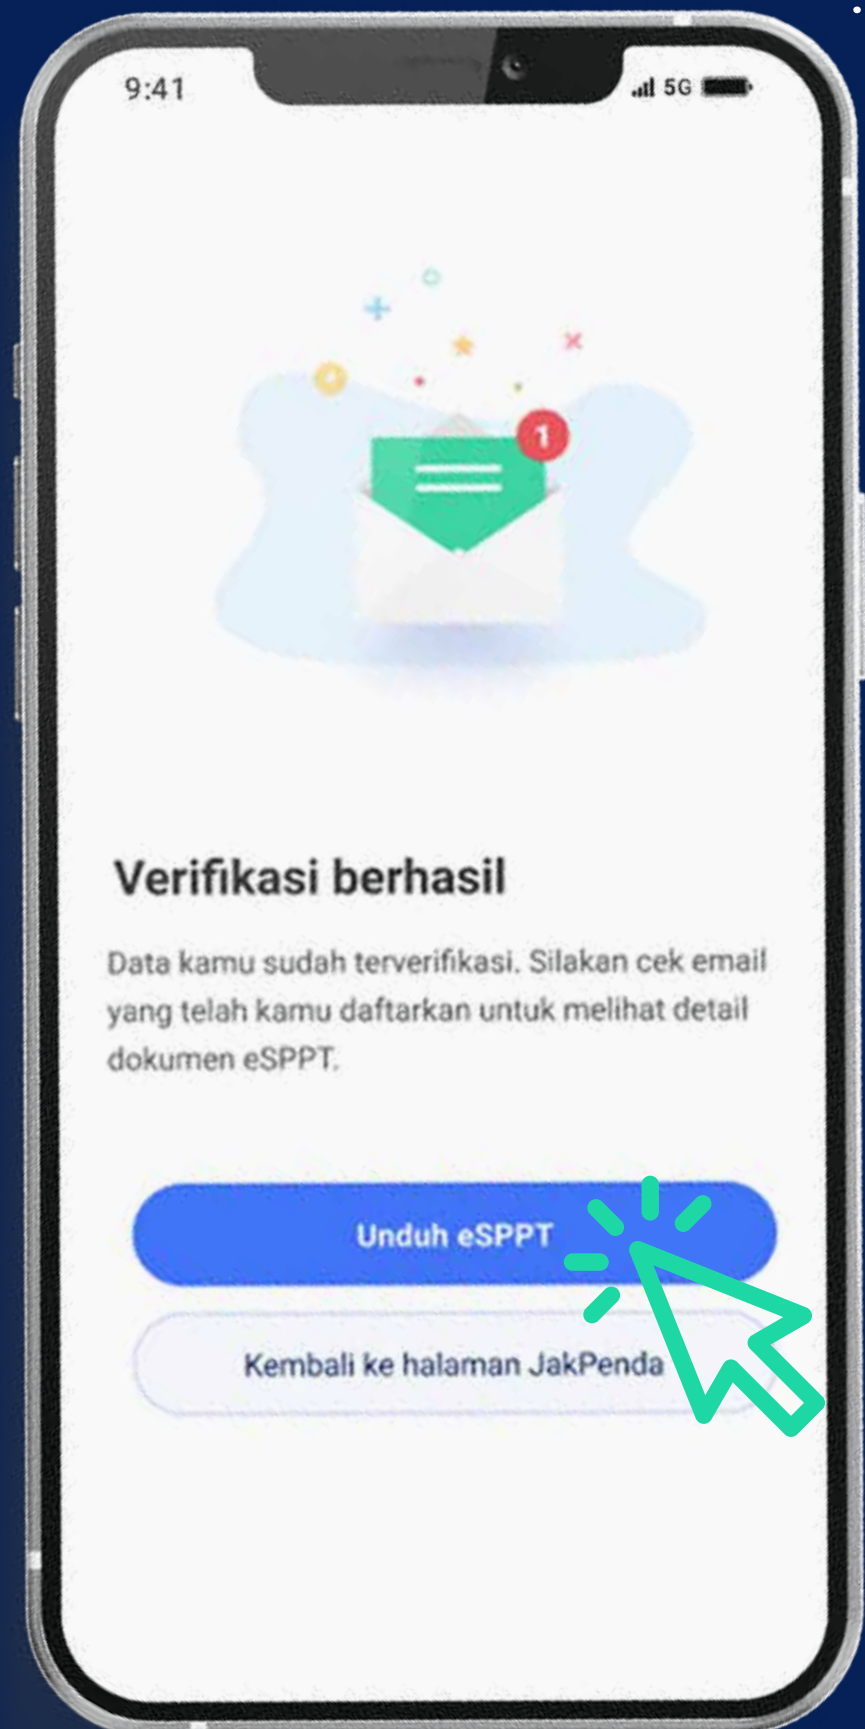 9:41
5G
1
Verifikasi berhasil
Data kamu sudah terverifikasi. Silakan cek email
yang telah kamu daftarkan untuk melihat detail
dokumen eSPPT.
Unduh eSPPT
Kembali ke halaman JakPenda